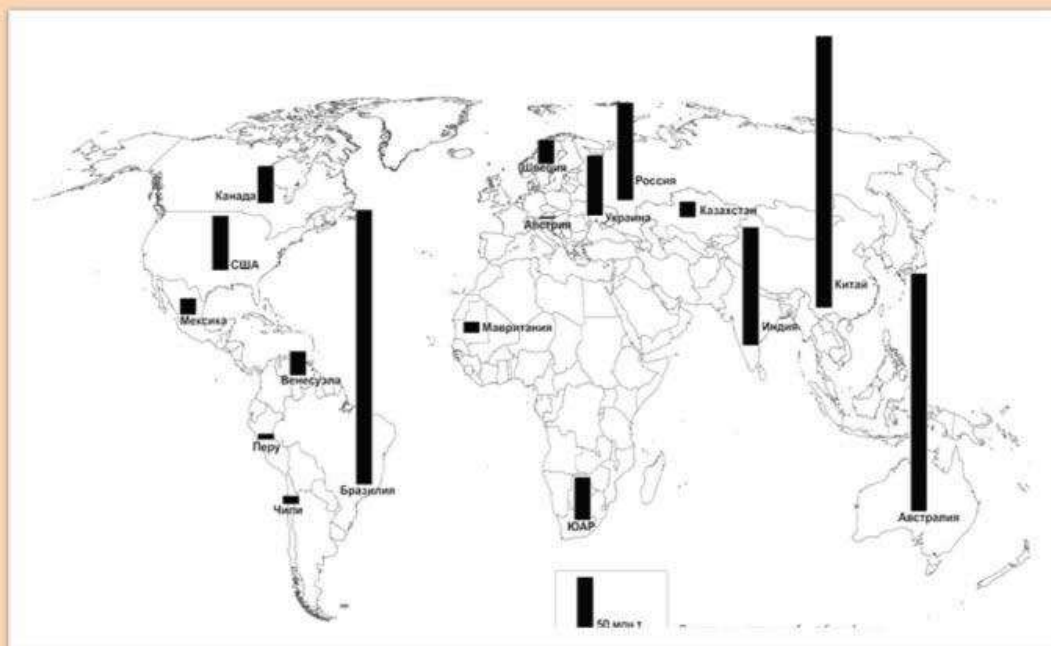 Швеция
Канада
Россия
Казахстан
Австрия
Украина
США
Китай
Мексика
Мавритания
Индия
Венесуэла
Перу
Бразилия
Чили
ЮАР
Австралия
50 млн т